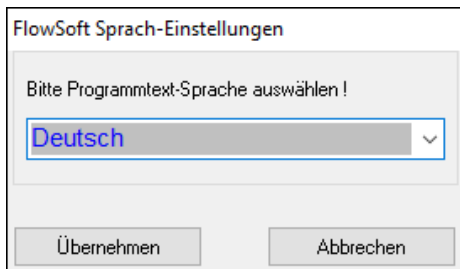 FlowSoft Sprach-Einstellungen
Bitte Programmtext-Sprache auswählen !
Deutsch
Übernehmen
Abbrechen